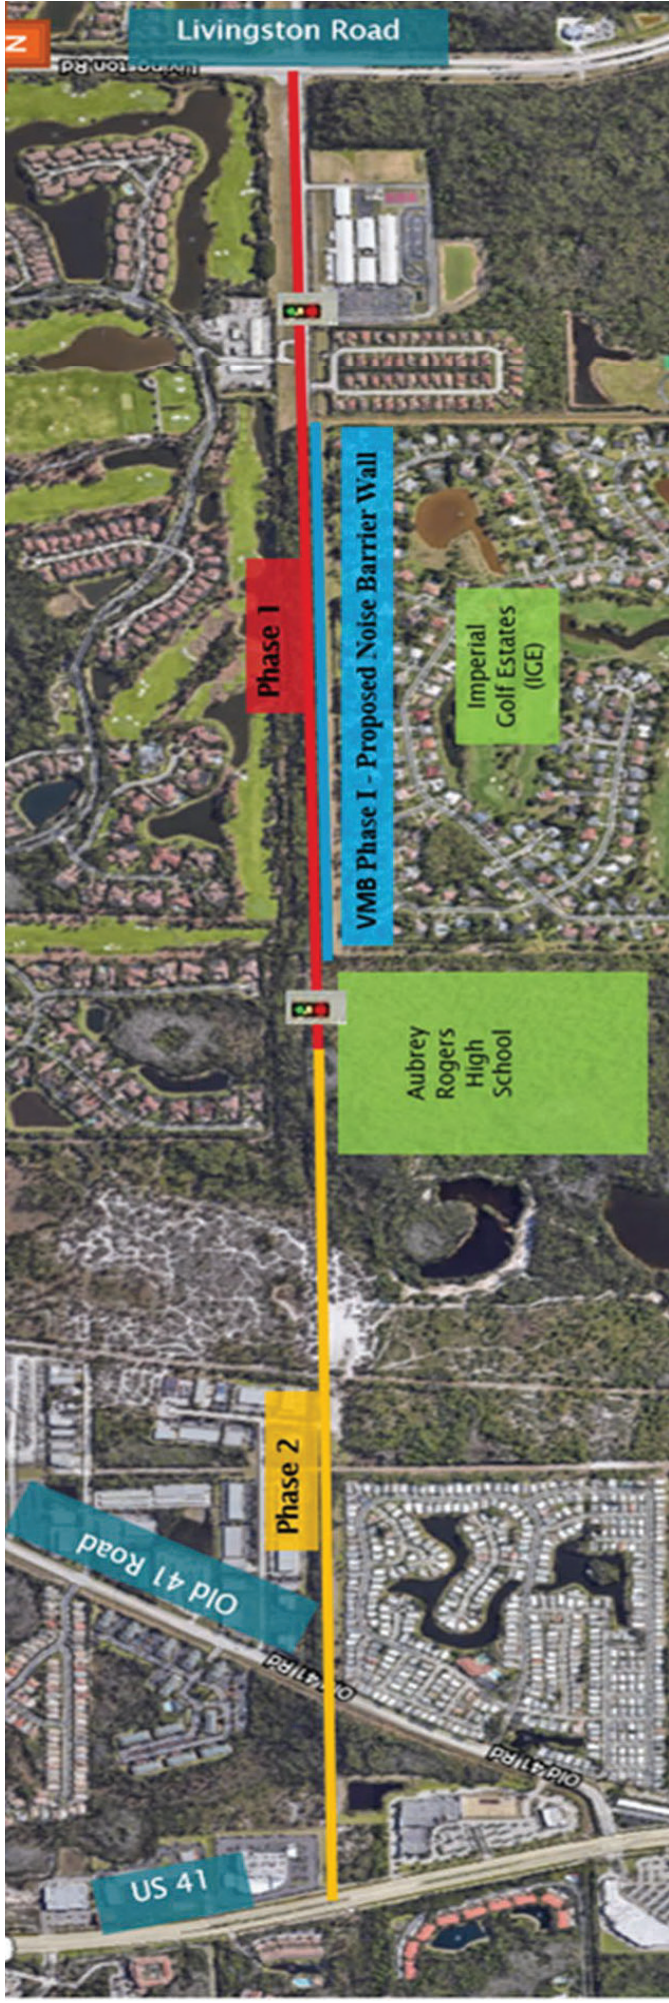 N
Livingston Road
Livingston Rd
Phase 1
VMB Phase I - Proposed Noise Barrier Wall
Imperial
Golf Estates
(IGE)
Aubrey
Rogers
High
School
Phase 2
Old 41 Road
Old 41 Rd
Old 41 Rd
US 41